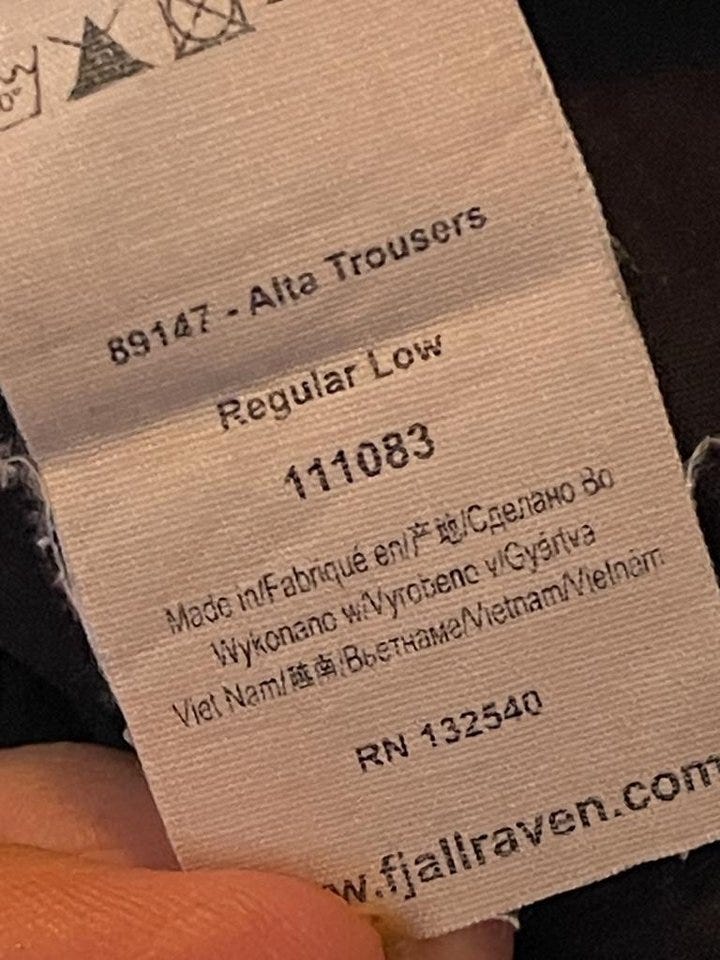 89147 - Alta Trousers
Regular Low
111083
Made in/Fabriqué en/产地/Сделано Во
Wykonano w/Vyrobeno v/Gyártva
Viet Nam/越南/Вьетнаме/Vietnam/Vietnám
RN 132540
w.fjallraven.com